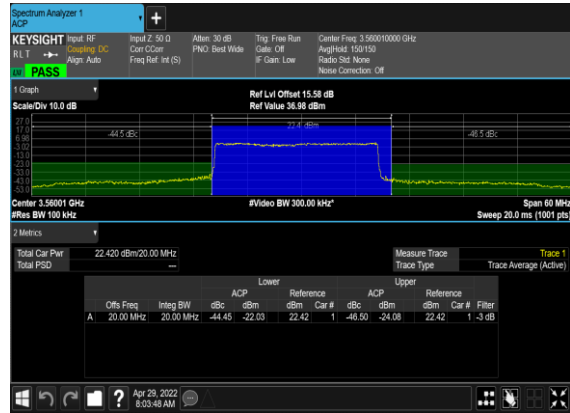 Spectrum Analyzer 1
ACP
KEYSIGHT Input: RF Input Z: 50 Ω Atten: 30 dB Trig: Free Run Center Freq: 3.560010000 GHz
RLT Coupling: DC Corr CCorr PNO: Best Wide Gate: Off Avg|Hold: 150/150
Align: Auto Freq Ref: Int (S) IF Gain: Low Radio Std: None
LXI PASS Noise Correction: Off
1 Graph Ref Lvl Offset 15.58 dB
Scale/Div 10.0 dB Ref Value 36.98 dBm
27.0 22.4 dBm
17.0 -44.5 dBc -46.5 dBc
6.98
-3.02
-13.0
-23.0
-33.0
-43.0
-53.0
Center 3.56001 GHz #Video BW 300.00 kHz* Span 60 MHz
#Res BW 100 kHz Sweep 20.0 ms (1001 pts)
2 Metrics
Total Car Pwr 22.420 dBm/20.00 MHz Measure Trace Trace 1
Total PSD --- Trace Type Trace Average (Active)
Lower Upper
ACP Reference ACP Reference
Offs Freq Integ BW dBc dBm dBm Car # dBc dBm dBm Car # Filter
A 20.00 MHz 20.00 MHz -44.45 -22.03 22.42 1 -46.50 -24.08 22.42 1 -3 dB
? Apr 29, 2022
8:03:48 AM